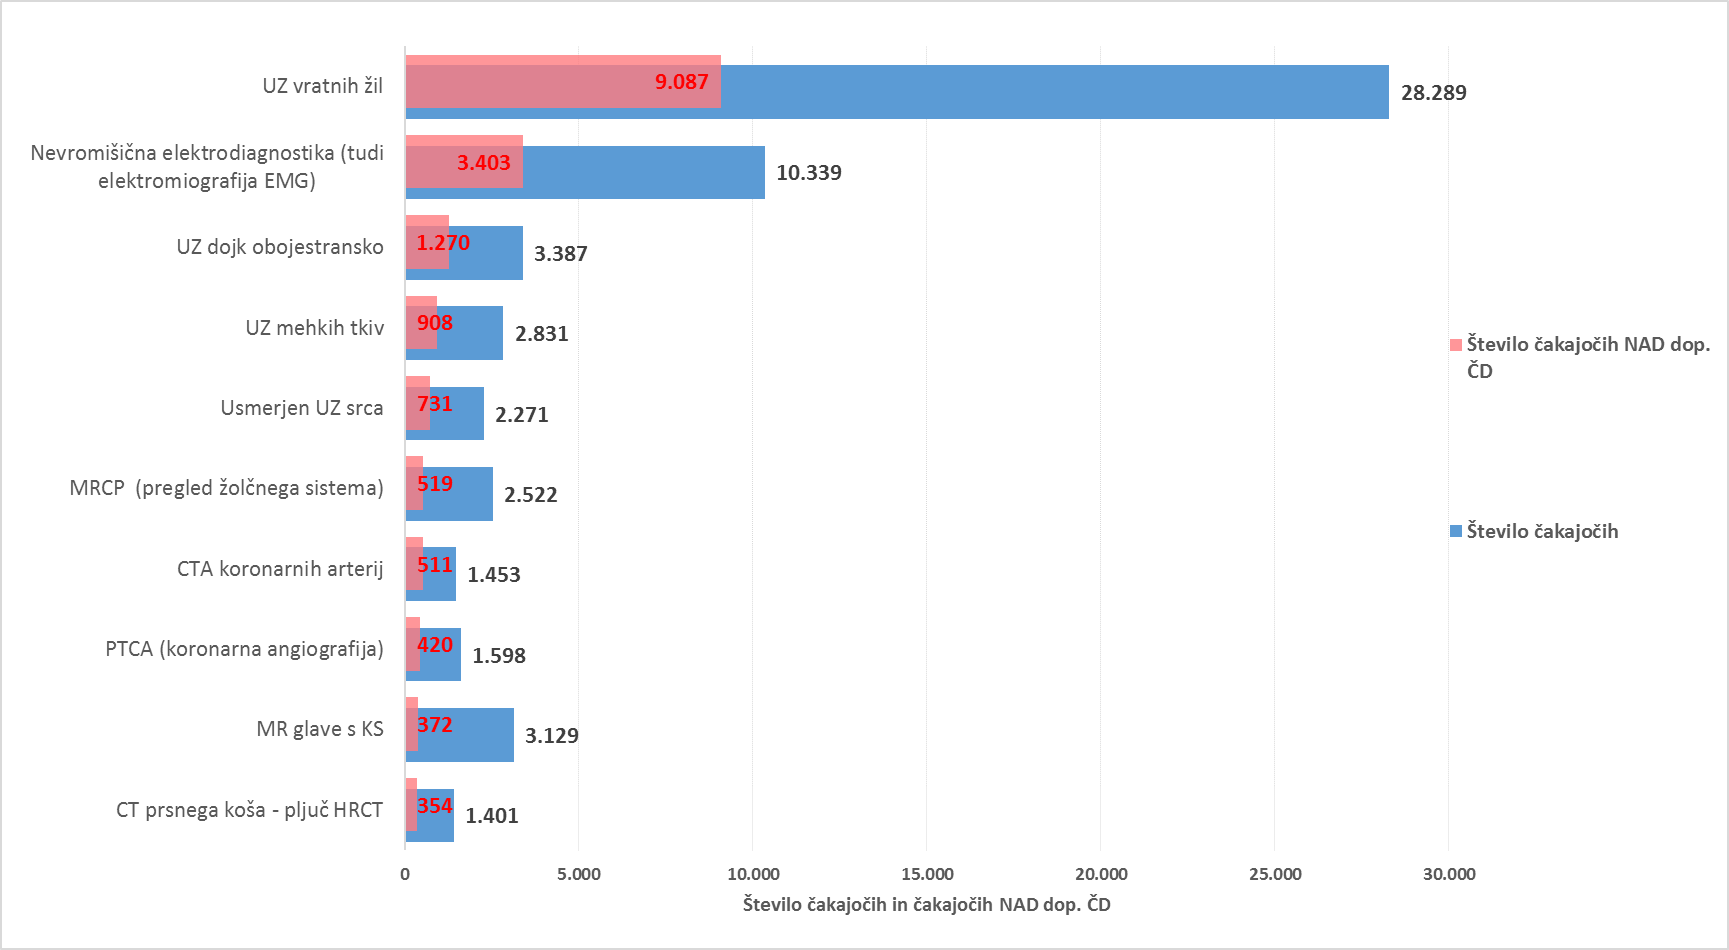 UZ vratnih žil
9.087
28.289
Nevromišična elektrodiagnostika (tudi
elektromiografija EMG)
3.403
10.339
UZ dojk obojestransko
1.270
3.387
UZ mehkih tkiv
908
2.831
Usmerjen UZ srca
731
2.271
MRCP  (pregled žolčnega sistema)
519
2.522
CTA koronarnih arterij
511
1.453
PTCA (koronarna angiografija)
420
1.598
MR glave s KS
372
3.129
CT prsnega koša - pljuč HRCT
354
1.401
0
5.000
10.000
15.000
20.000
25.000
30.000
Število čakajočih in čakajočih NAD dop. ČD
Število čakajočih NAD dop.
ČD
Število čakajočih